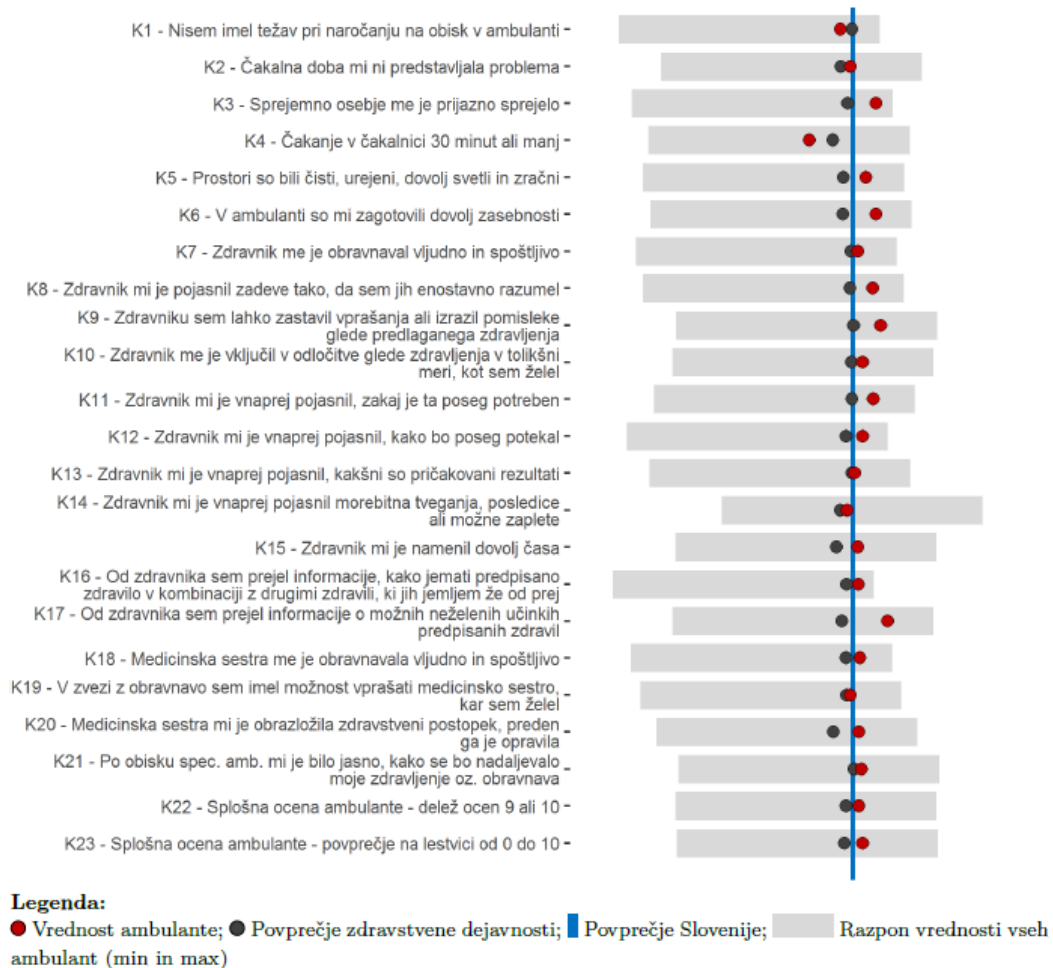 K1 - Nisem imel težav pri naročanju na obisk v ambulanti
K2 - Čakalna doba mi ni predstavljala problema
K3 - Sprejemno osebje me je prijazno sprejelo
K4 - Čakanje v čakalnici 30 minut ali manj
K5 - Prostori so bili čisti, urejeni, dovolj svetli in zračni
K6 - V ambulanti so mi zagotovili dovolj zasebnosti
K7 - Zdravnik me je obravnaval vljudno in spoštljivo
K8 - Zdravnik mi je pojasnil zadeve tako, da sem jih enostavno razumel
K9 - Zdravniku sem lahko zastavil vprašanja ali izrazil pomisleke
glede predlaganega zdravljenja
K10 - Zdravnik me je vključil v odločitve glede zdravljenja v tolikšni
meri, kot sem želel
K11 - Zdravnik mi je vnaprej pojasnil, zakaj je ta poseg potreben
K12 - Zdravnik mi je vnaprej pojasnil, kako bo poseg potekal
K13 - Zdravnik mi je vnaprej pojasnil, kakšni so pričakovani rezultati
K14 - Zdravnik mi je vnaprej pojasnil morebitna tveganja, posledice
ali možne zaplete
K15 - Zdravnik mi je namenil dovolj časa
K16 - Od zdravnika sem prejel informacije, kako jemati predpisano
zdravilo v kombinaciji z drugimi zdravili, ki jih jemljem že od prej
K17 - Od zdravnika sem prejel informacije o možnih neželenih učinkih
predpisanih zdravil
K18 - Medicinska sestra me je obravnavala vljudno in spoštljivo
K19 - V zvezi z obravnavo sem imel možnost vprašati medicinsko sestro,
kar sem želel
K20 - Medicinska sestra mi je obrazložila zdravstveni postopek, preden
ga je opravila
K21 - Po obisku spec. amb. mi je bilo jasno, kako se bo nadaljevalo
moje zdravljenje oz. obravnava
K22 - Splošna ocena ambulante - delež ocen 9 ali 10
K23 - Splošna ocena ambulante - povprečje na lestvici od 0 do 10
Legenda:
Vrednost ambulante; Povprečje zdravstvene dejavnosti; Povprečje Slovenije; Razpon vrednosti vseh
ambulant (min in max)